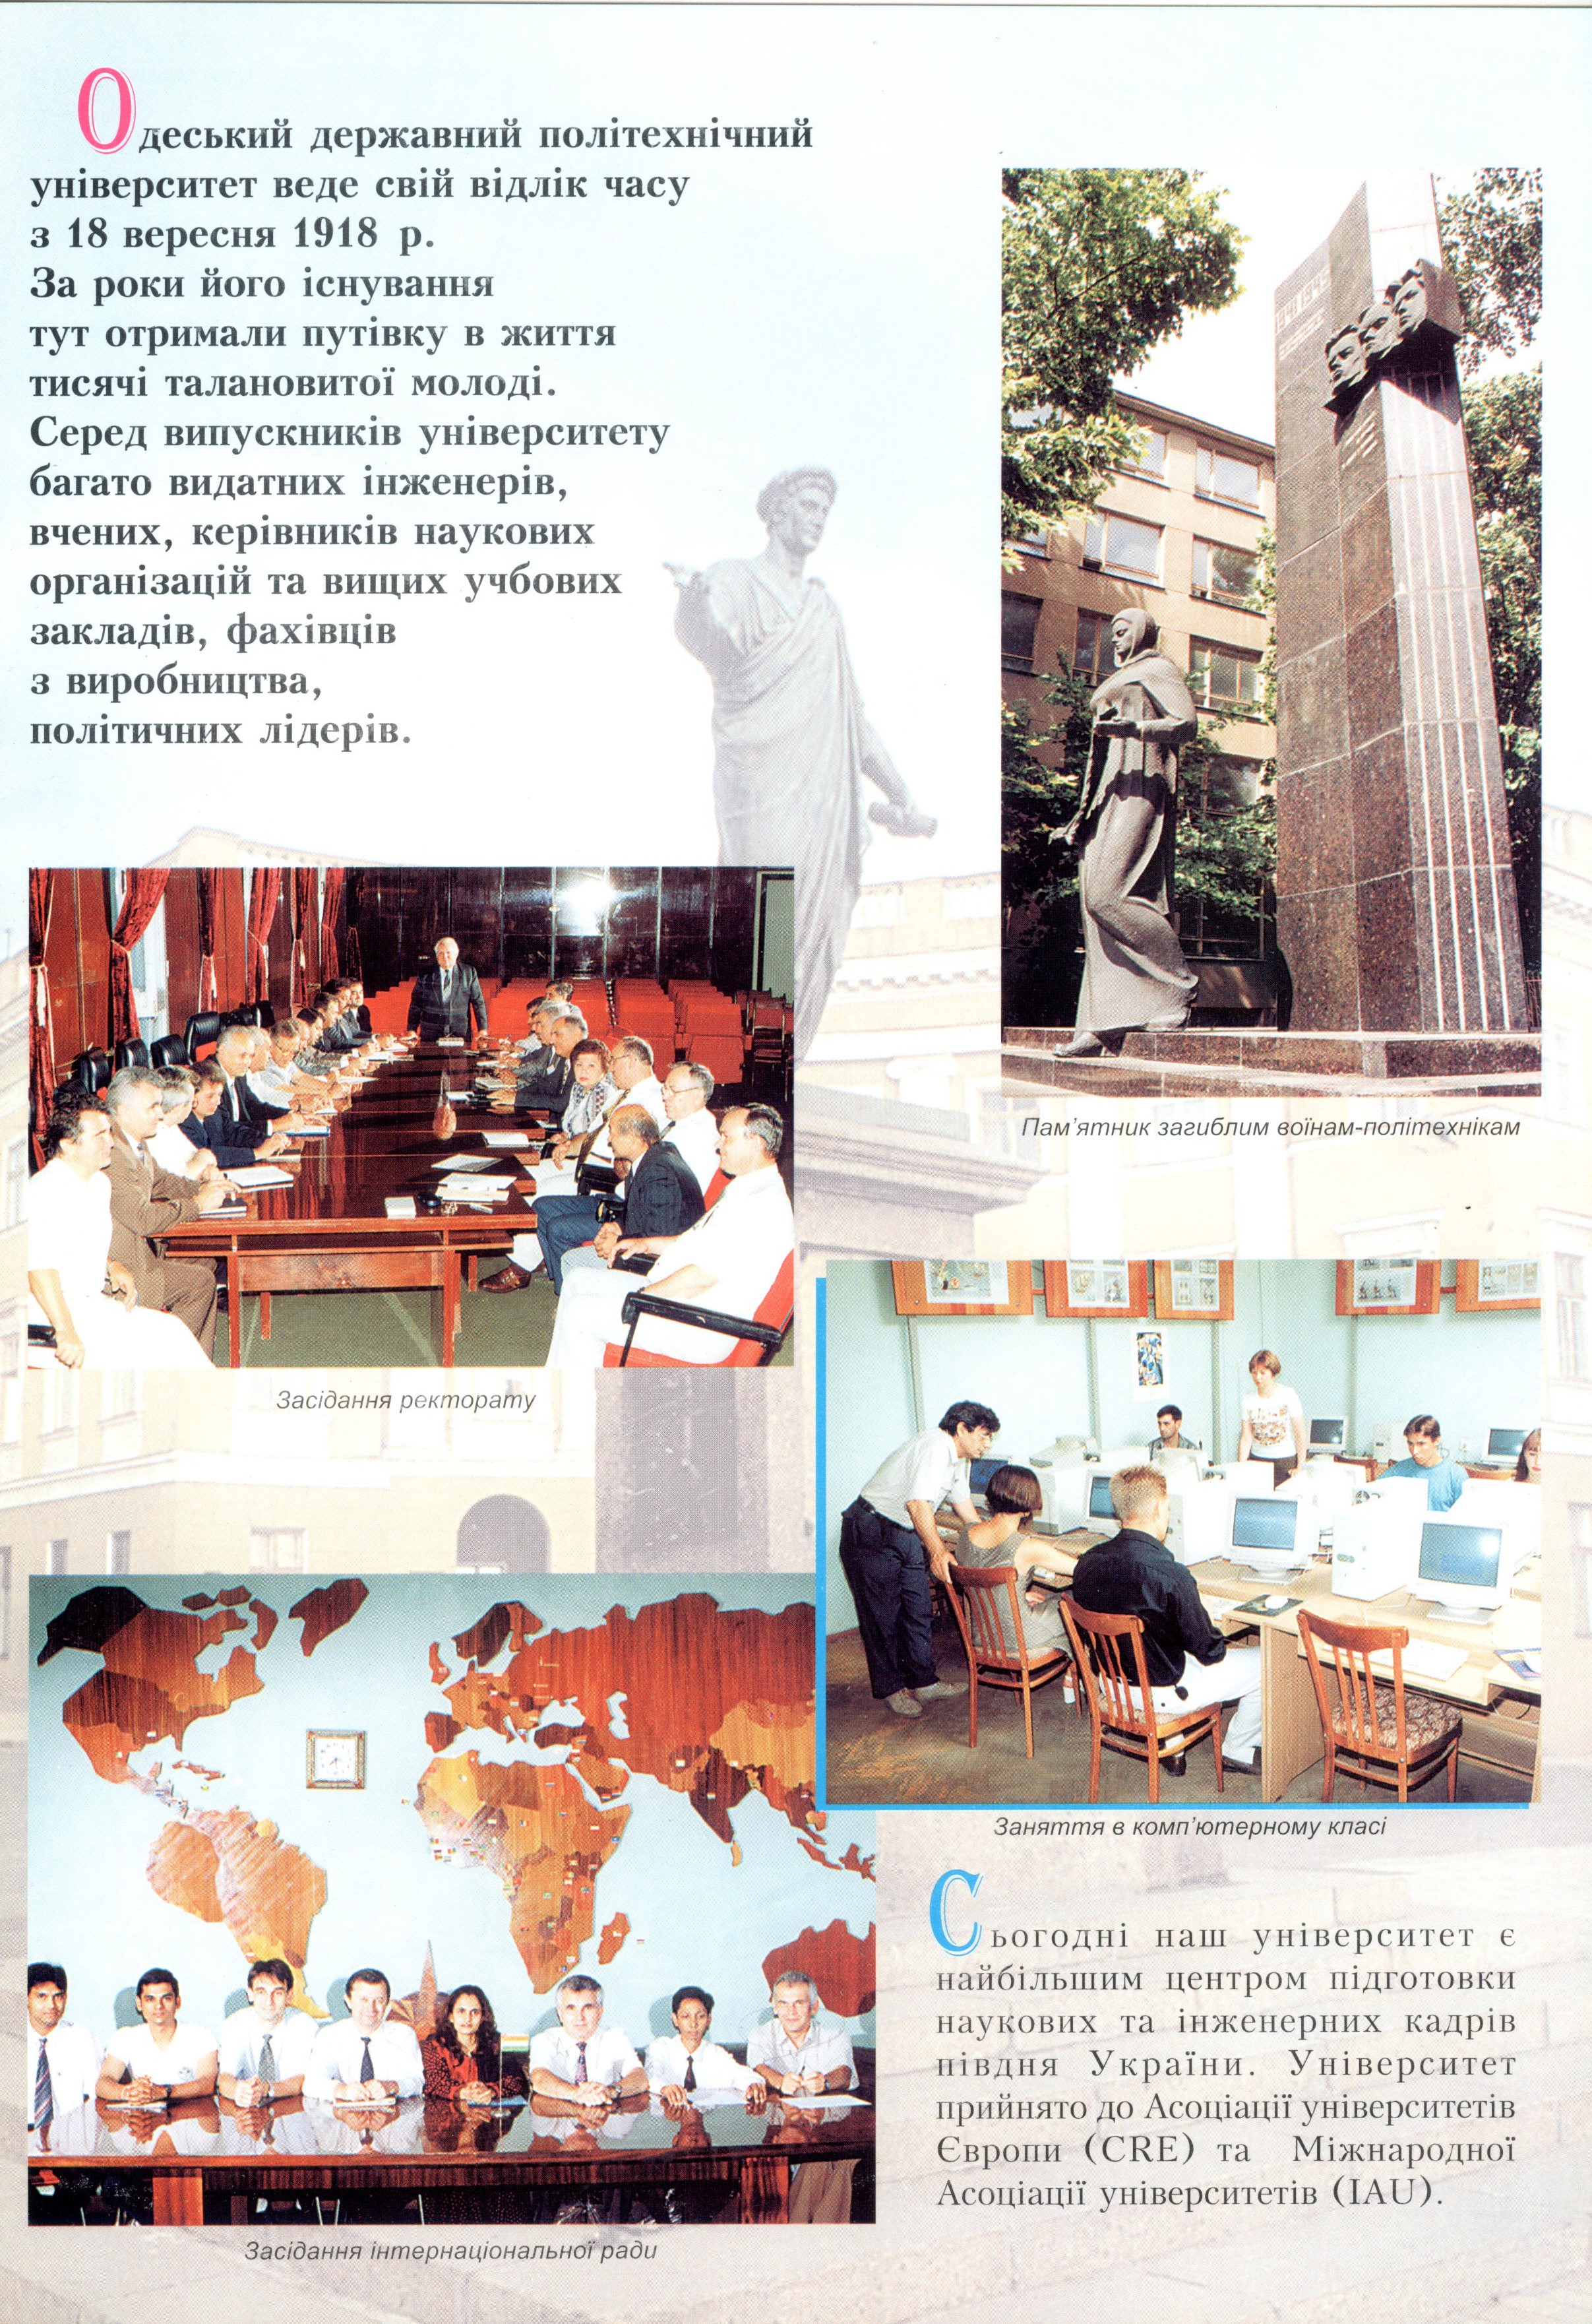 Одеський державний політехнічний
університет веде свій відлік часу
з 18 вересня 1918 р.
За роки його існування
тут отримали путівку в життя
тисячі талановитої молоді.
Серед випускників університету
багато видатних інженерів,
вчених, керівників наукових
організацій та вищих учбових
закладів, фахівців
з виробництва,
політичних лідерів.
1941 1945
Пам'ятник загиблим воїнам-політехнікам
Засідання ректорату
Заняття в комп'ютерному класі
Сьогодні наш університет є
найбільшим центром підготовки
наукових та інженерних кадрів
півдня України. Університет
прийнято до Асоціації університетів
Європи (CRE) та Міжнародної
Асоціації університетів (IAU).
Засідання інтернаціональної ради